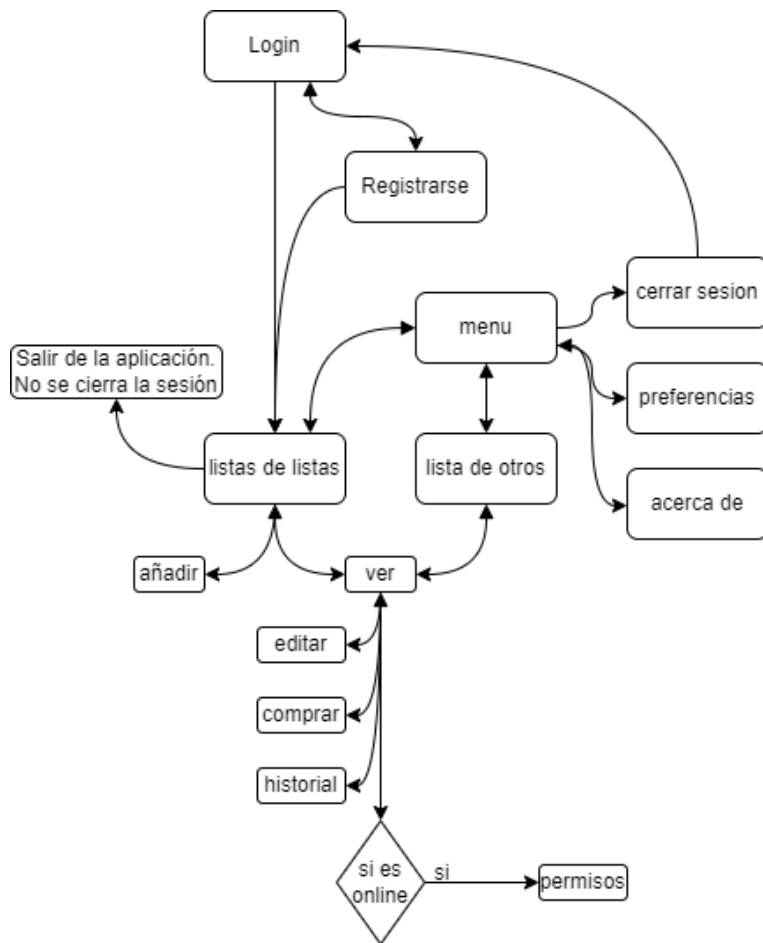 Login
Registrarse
cerrar sesion
menu
Salir de la aplicación.
No se cierra la sesión
preferencias
listas de listas
lista de otros
acerca de
añadir
ver
editar
comprar
historial
si es
online
si
permisos